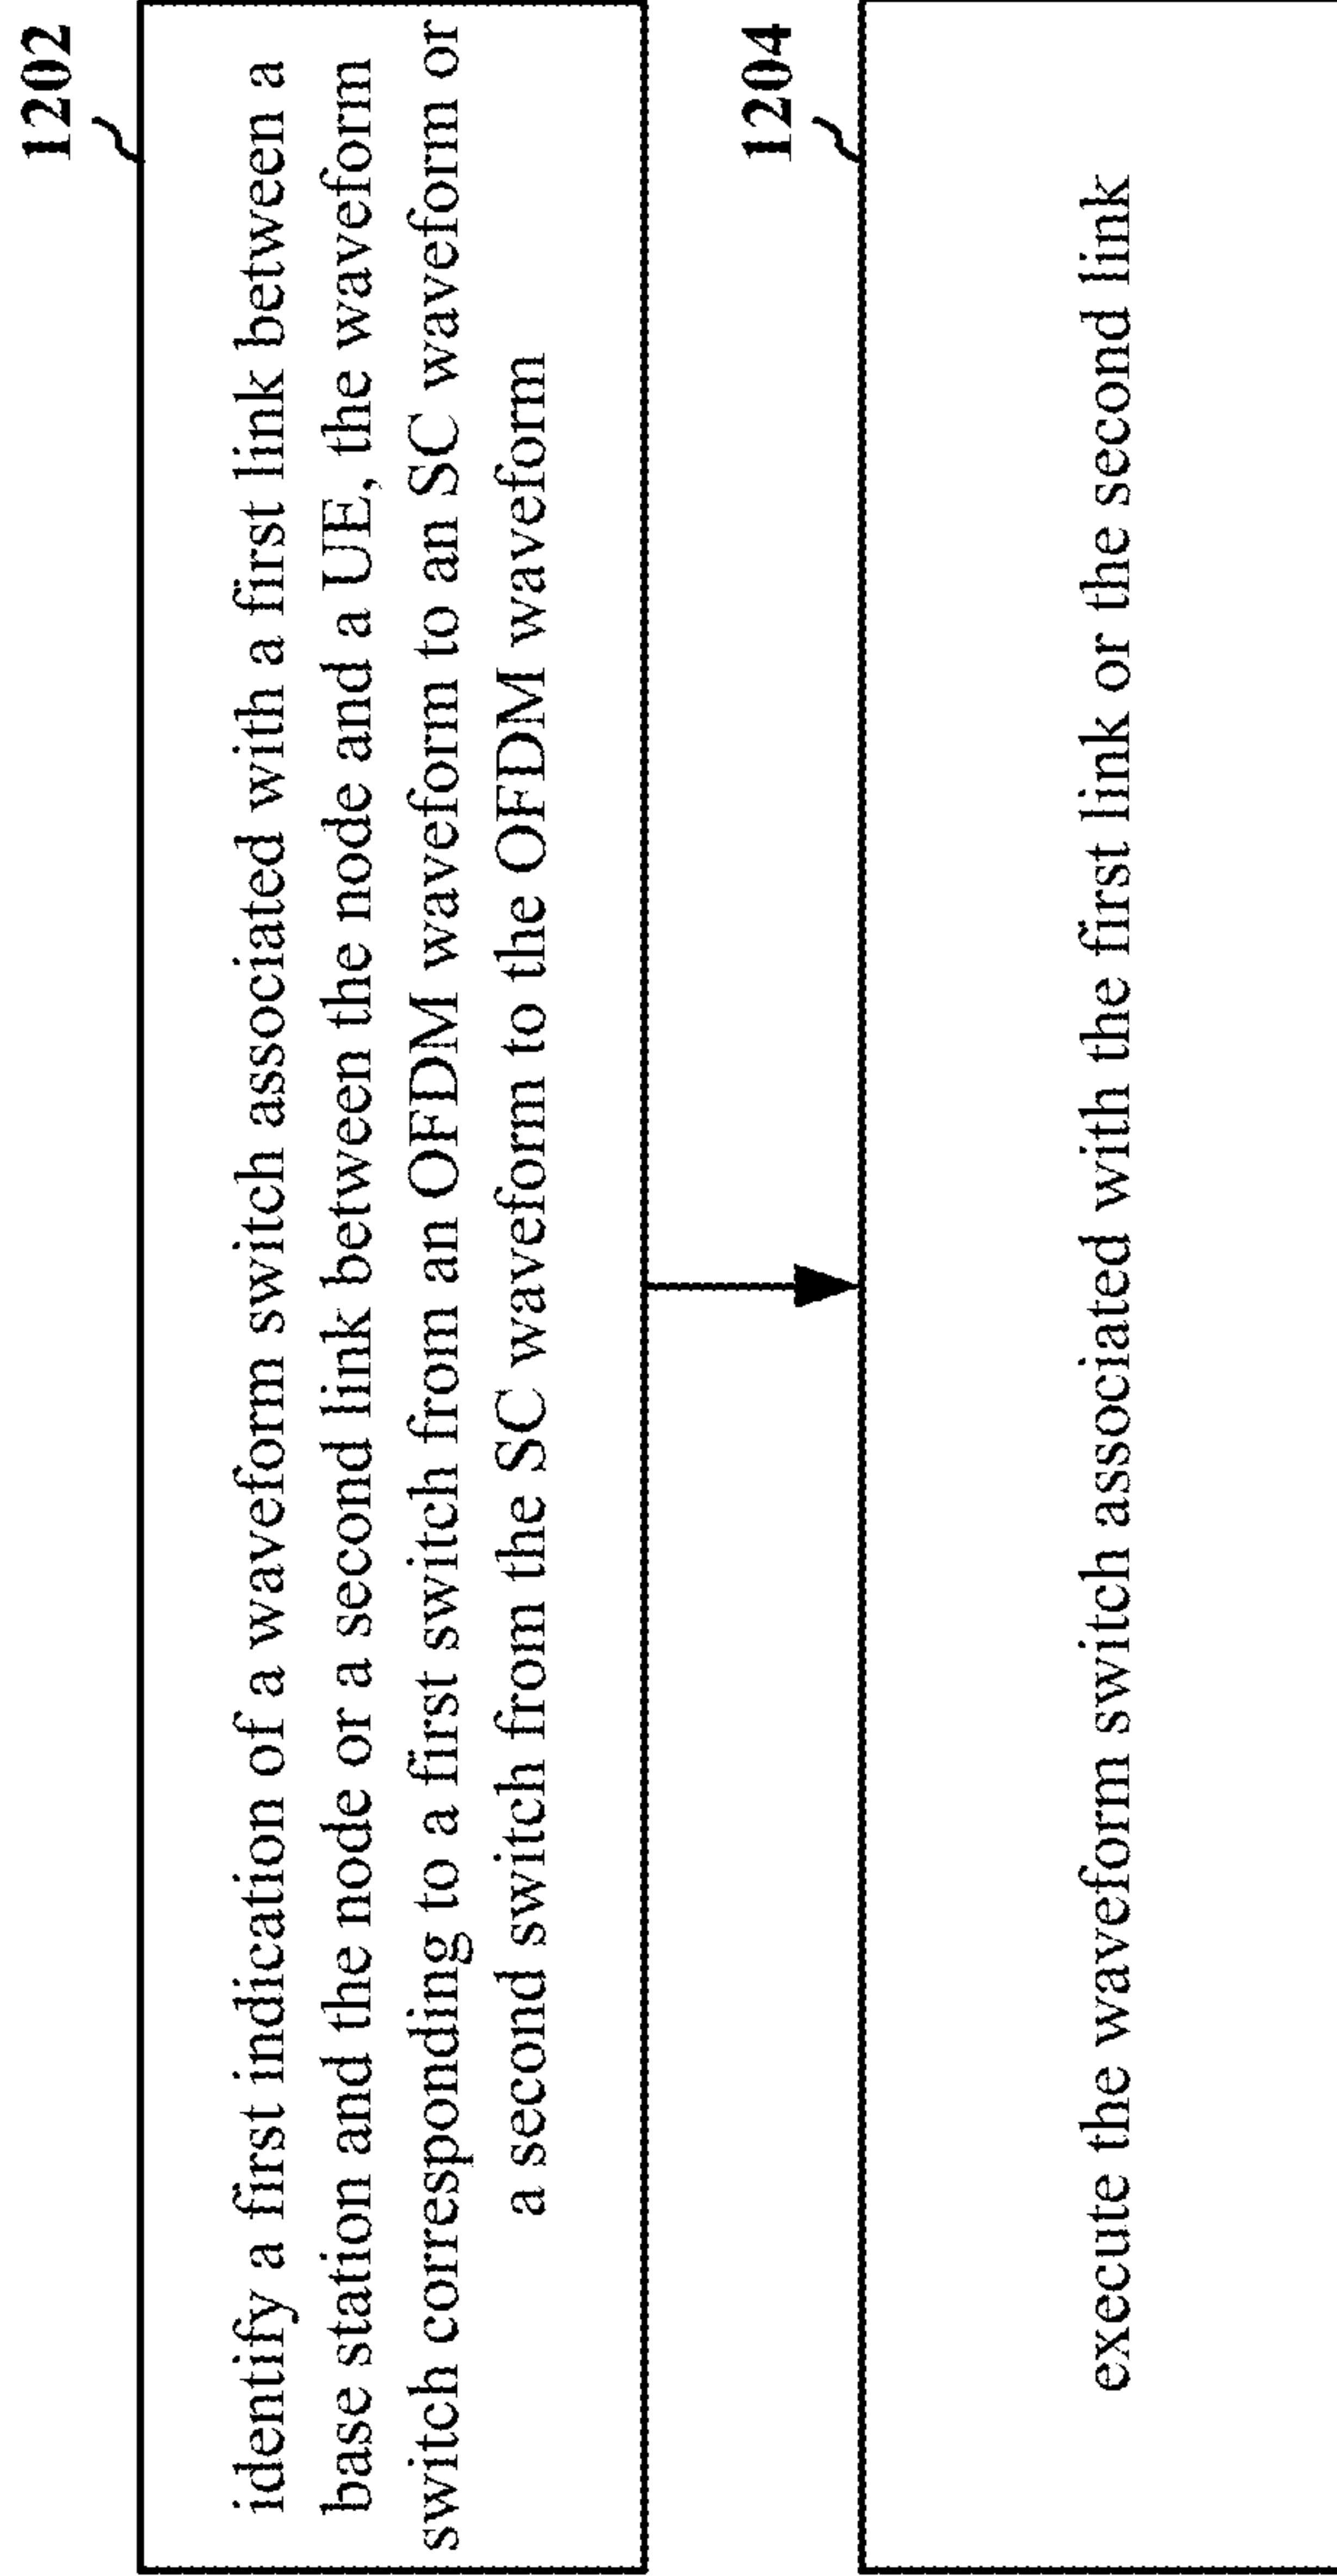 1202
identify a first indication of a waveform switch associated with a first link between a
base station and the node or a second link between the node and a UE, the waveform
switch corresponding to a first switch from an OFDM waveform to an SC waveform or
a second switch from the SC waveform to the OFDM waveform
1204
execute the waveform switch associated with the first link or the second link